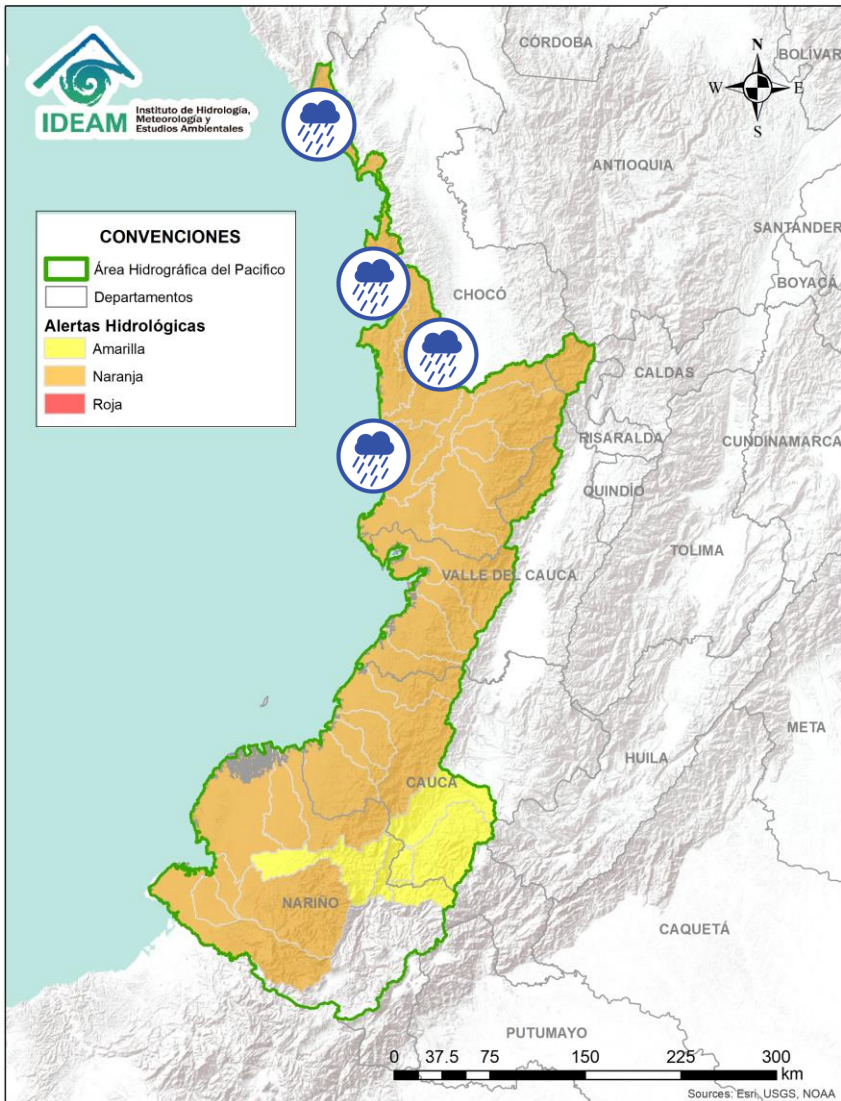 IDEAM
Instituto de Hidrología,
Meteorología y
Estudios Ambientales
CÓRDOBA
BOLÍVAR
N
W
E
S
ANTIOQUIA
SANTANDER
BOYACÁ
CONVENCIONES
Área Hidrográfica del Pacifico
Departamentos
Alertas Hidrológicas
Amarilla
Naranja
Roja
CHOCÓ
CALDAS
RISARALDA
CUNDINAMARCA
QUINDÍO
TOLIMA
VALLE DEL CAUCA
META
HUILA
CAUCA
NARIÑO
CAQUETÁ
PUTUMAYO
0 37.5 75 150 225 300
km
Sources: Esri, USGS, NOAA